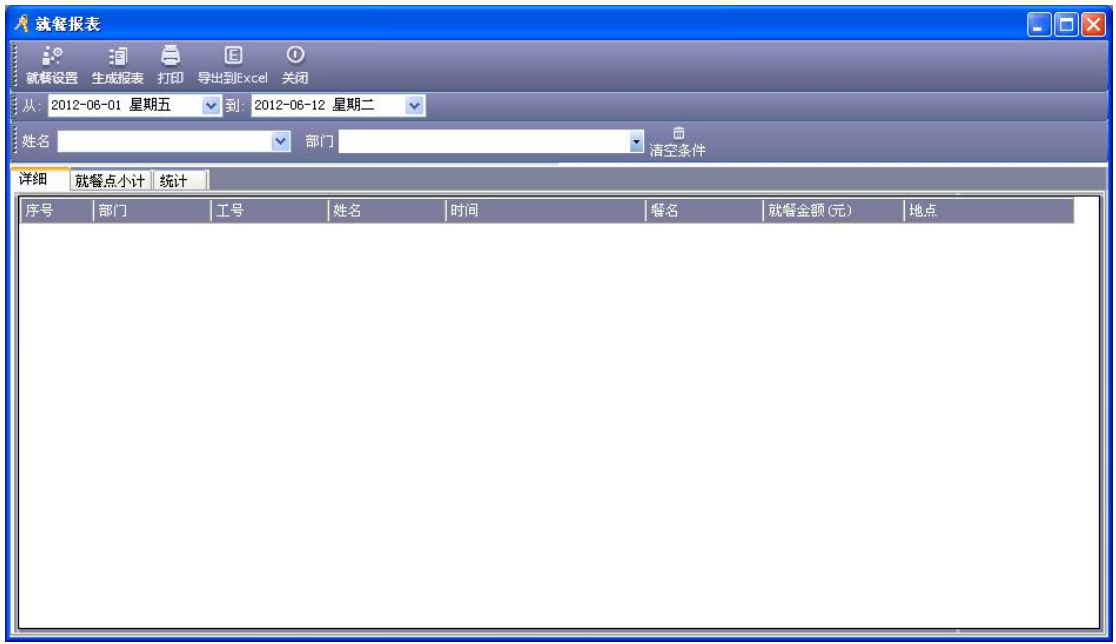 就餐报表
就餐设置 生成报表 打印 导出到Excel 关闭
从: 2012-06-01 星期五 到: 2012-06-12 星期二
姓名 部门 清空条件
详细 就餐点小计 统计
序号 部门 工号 姓名 时间 餐名 就餐金额(元) 地点